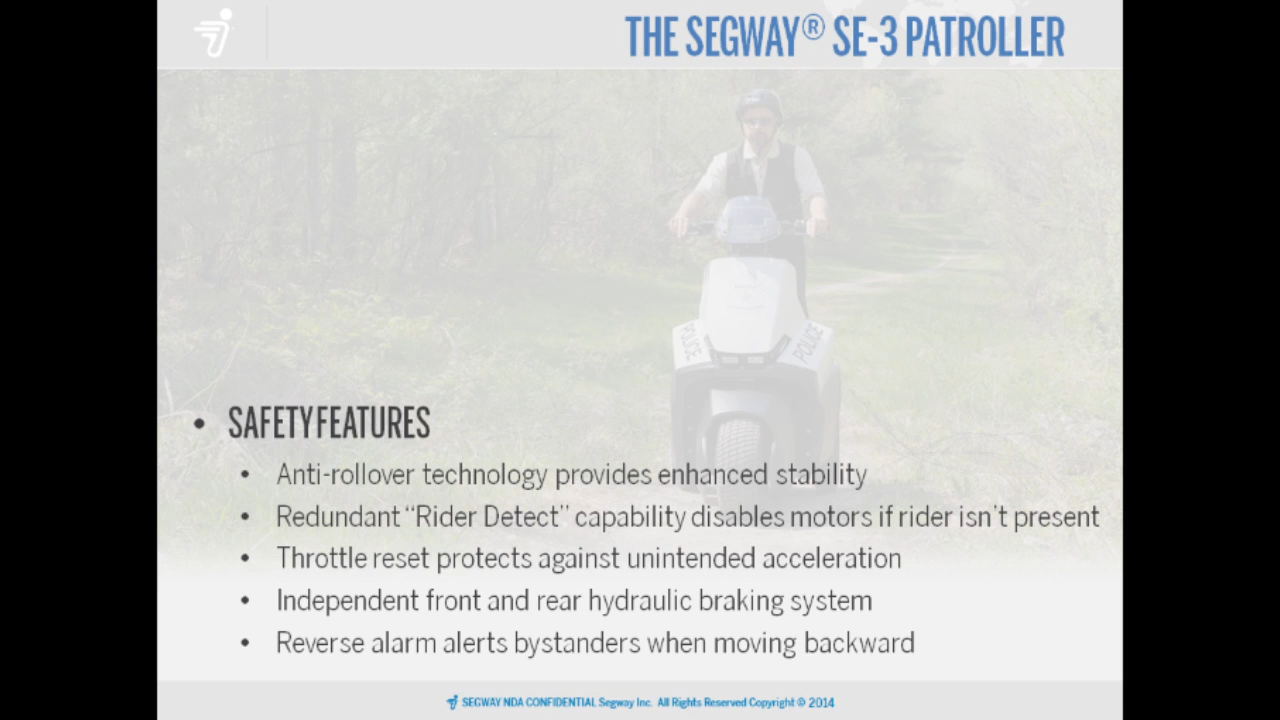 THE SEGWAY® SE-3 PATROLLER
POLICE POLICE
• SAFETY FEATURES
• Anti-rollover technology provides enhanced stability
• Redundant “Rider Detect” capability disables motors if rider isn’t present
• Throttle reset protects against unintended acceleration
• Independent front and rear hydraulic braking system
• Reverse alarm alerts bystanders when moving backward
SEGWAY NDA CONFIDENTIAL Segway Inc. All Rights Reserved Copyright © 2014